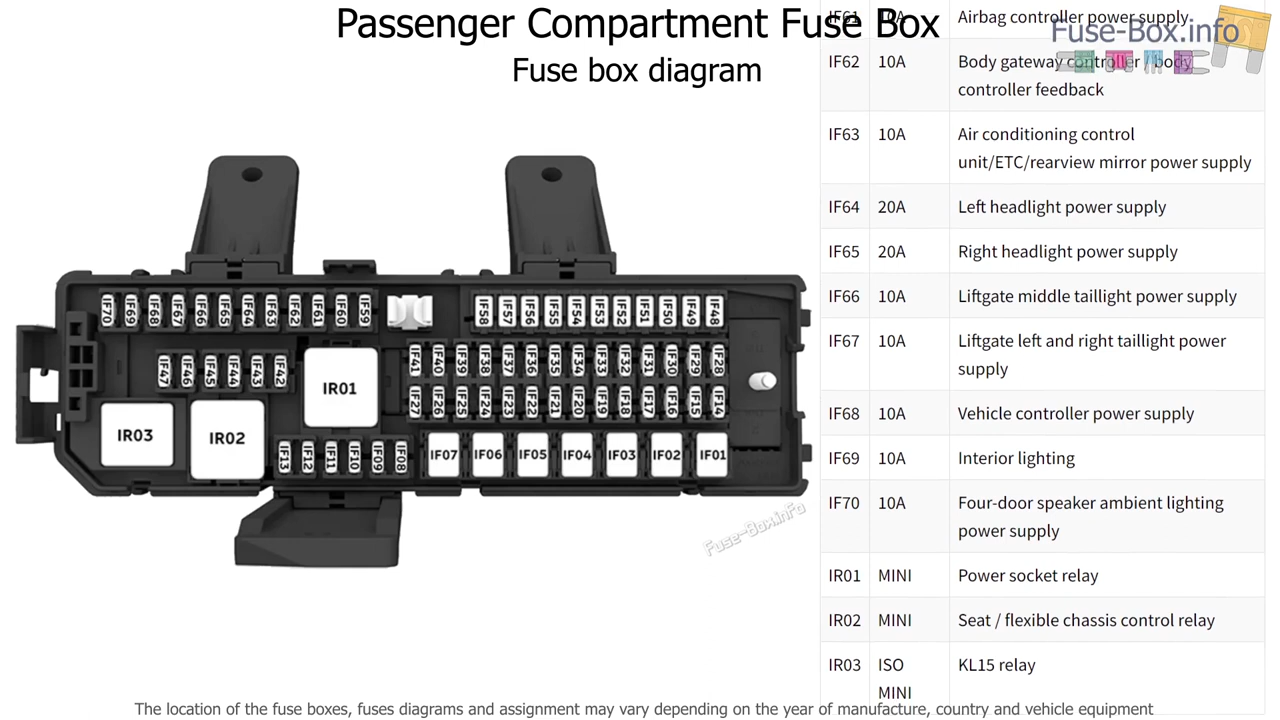 Passenger Compartment Fuse Box
Fuse box diagram
Fuse-Box.info
IF61 10A Airbag controller power supply
IF62 10A Body gateway controller / body
controller feedback
IF63 10A Air conditioning control
unit/ETC/rearview mirror power supply
IF64 20A Left headlight power supply
IF65 20A Right headlight power supply
IF66 10A Liftgate middle taillight power supply
IF67 10A Liftgate left and right taillight power
supply
IF68 10A Vehicle controller power supply
IF69 10A Interior lighting
IF70 10A Four-door speaker ambient lighting
power supply
IR01 MINI Power socket relay
IR02 MINI Seat / flexible chassis control relay
IR03 ISO KL15 relay
MINI
IF70 IF69 IF68 IF67 IF66 IF65 IF64 IF63 IF62 IF61 IF60 IF59
IF58 IF57 IF56 IF55 IF54 IF53 IF52 IF51 IF50 IF49 IF48
IF47 IF46 IF45 IF44 IF43 IF42
IR01
IF41 IF40 IF39 IF38 IF37 IF36 IF35 IF34 IF33 IF32 IF31 IF30 IF29 IF28
IF27 IF26 IF25 IF24 IF23 IF22 IF21 IF20 IF19 IF18 IF17 IF16 IF15 IF14
IR03 IR02
IF13 IF12 IF11 IF10 IF09 IF08
IF07 IF06 IF05 IF04 IF03 IF02 IF01
Fuse-Box.info
The location of the fuse boxes, fuses diagrams and assignment may vary depending on the year of manufacture, country and vehicle equipment